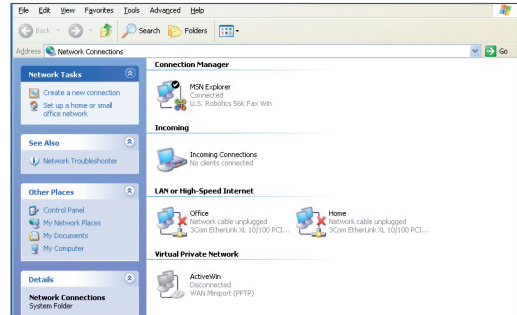 File Edit View Favorites Tools Advanced Help
Back Search Folders
Address Network Connections Go
Network Tasks
Create a new connection
Set up a home or small
office network
See Also
Network Troubleshooter
Other Places
Control Panel
My Network Places
My Documents
My Computer
Details
Network Connections
System Folder
Connection Manager
MSN Explorer
Connected
U.S. Robotics 56K Fax Win
Incoming
Incoming Connections
No clients connected
LAN or High-Speed Internet
Office
Network cable unplugged
3Com EtherLink XL 10/100 PCI...
Home
Network cable unplugged
3Com EtherLink XL 10/100 PCI...
Virtual Private Network
ActiveWin
Disconnected
WAN Miniport (PPTP)